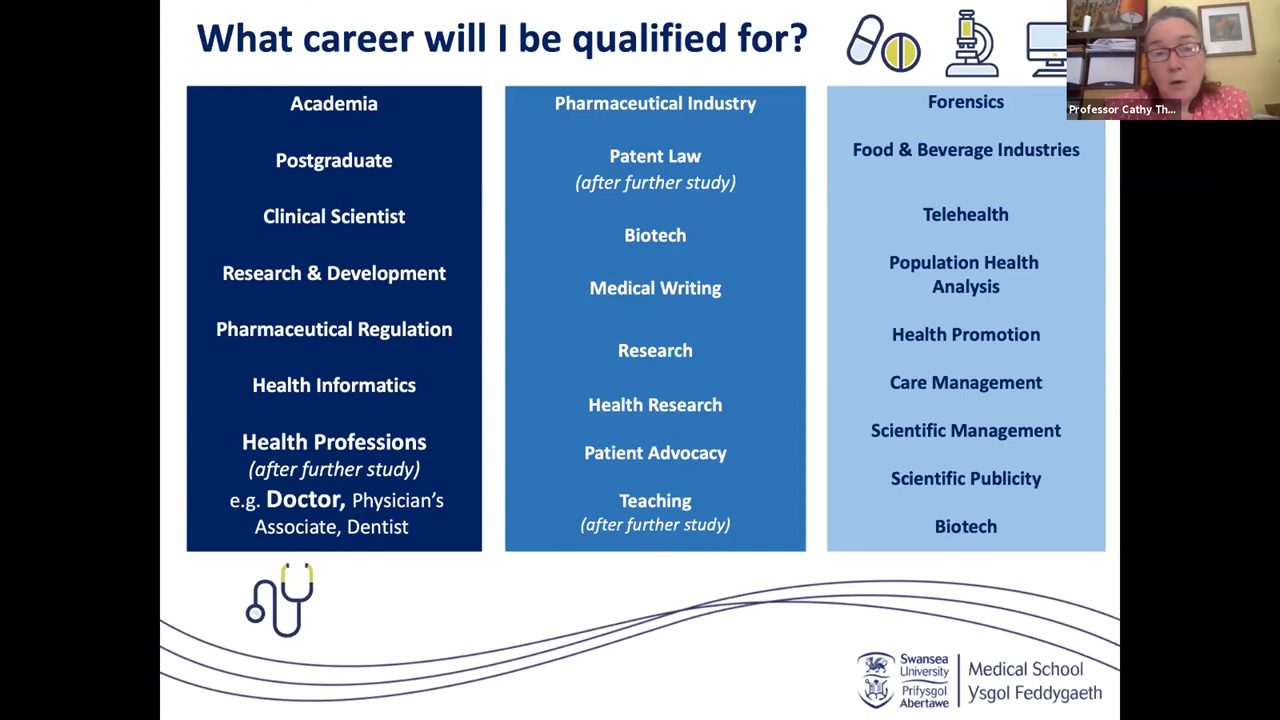 What career will I be qualified for?
Professor Cathy Th...
Academia
Postgraduate
Clinical Scientist
Research & Development
Pharmaceutical Regulation
Health Informatics
Health Professions
(after further study)
e.g. Doctor, Physician's
Associate, Dentist
Pharmaceutical Industry
Patent Law
(after further study)
Biotech
Medical Writing
Research
Health Research
Patient Advocacy
Teaching
(after further study)
Forensics
Food & Beverage Industries
Telehealth
Population Health
Analysis
Health Promotion
Care Management
Scientific Management
Scientific Publicity
Biotech
Swansea
University
Prifysgol
Abertawe
Medical School
Ysgol Feddygaeth